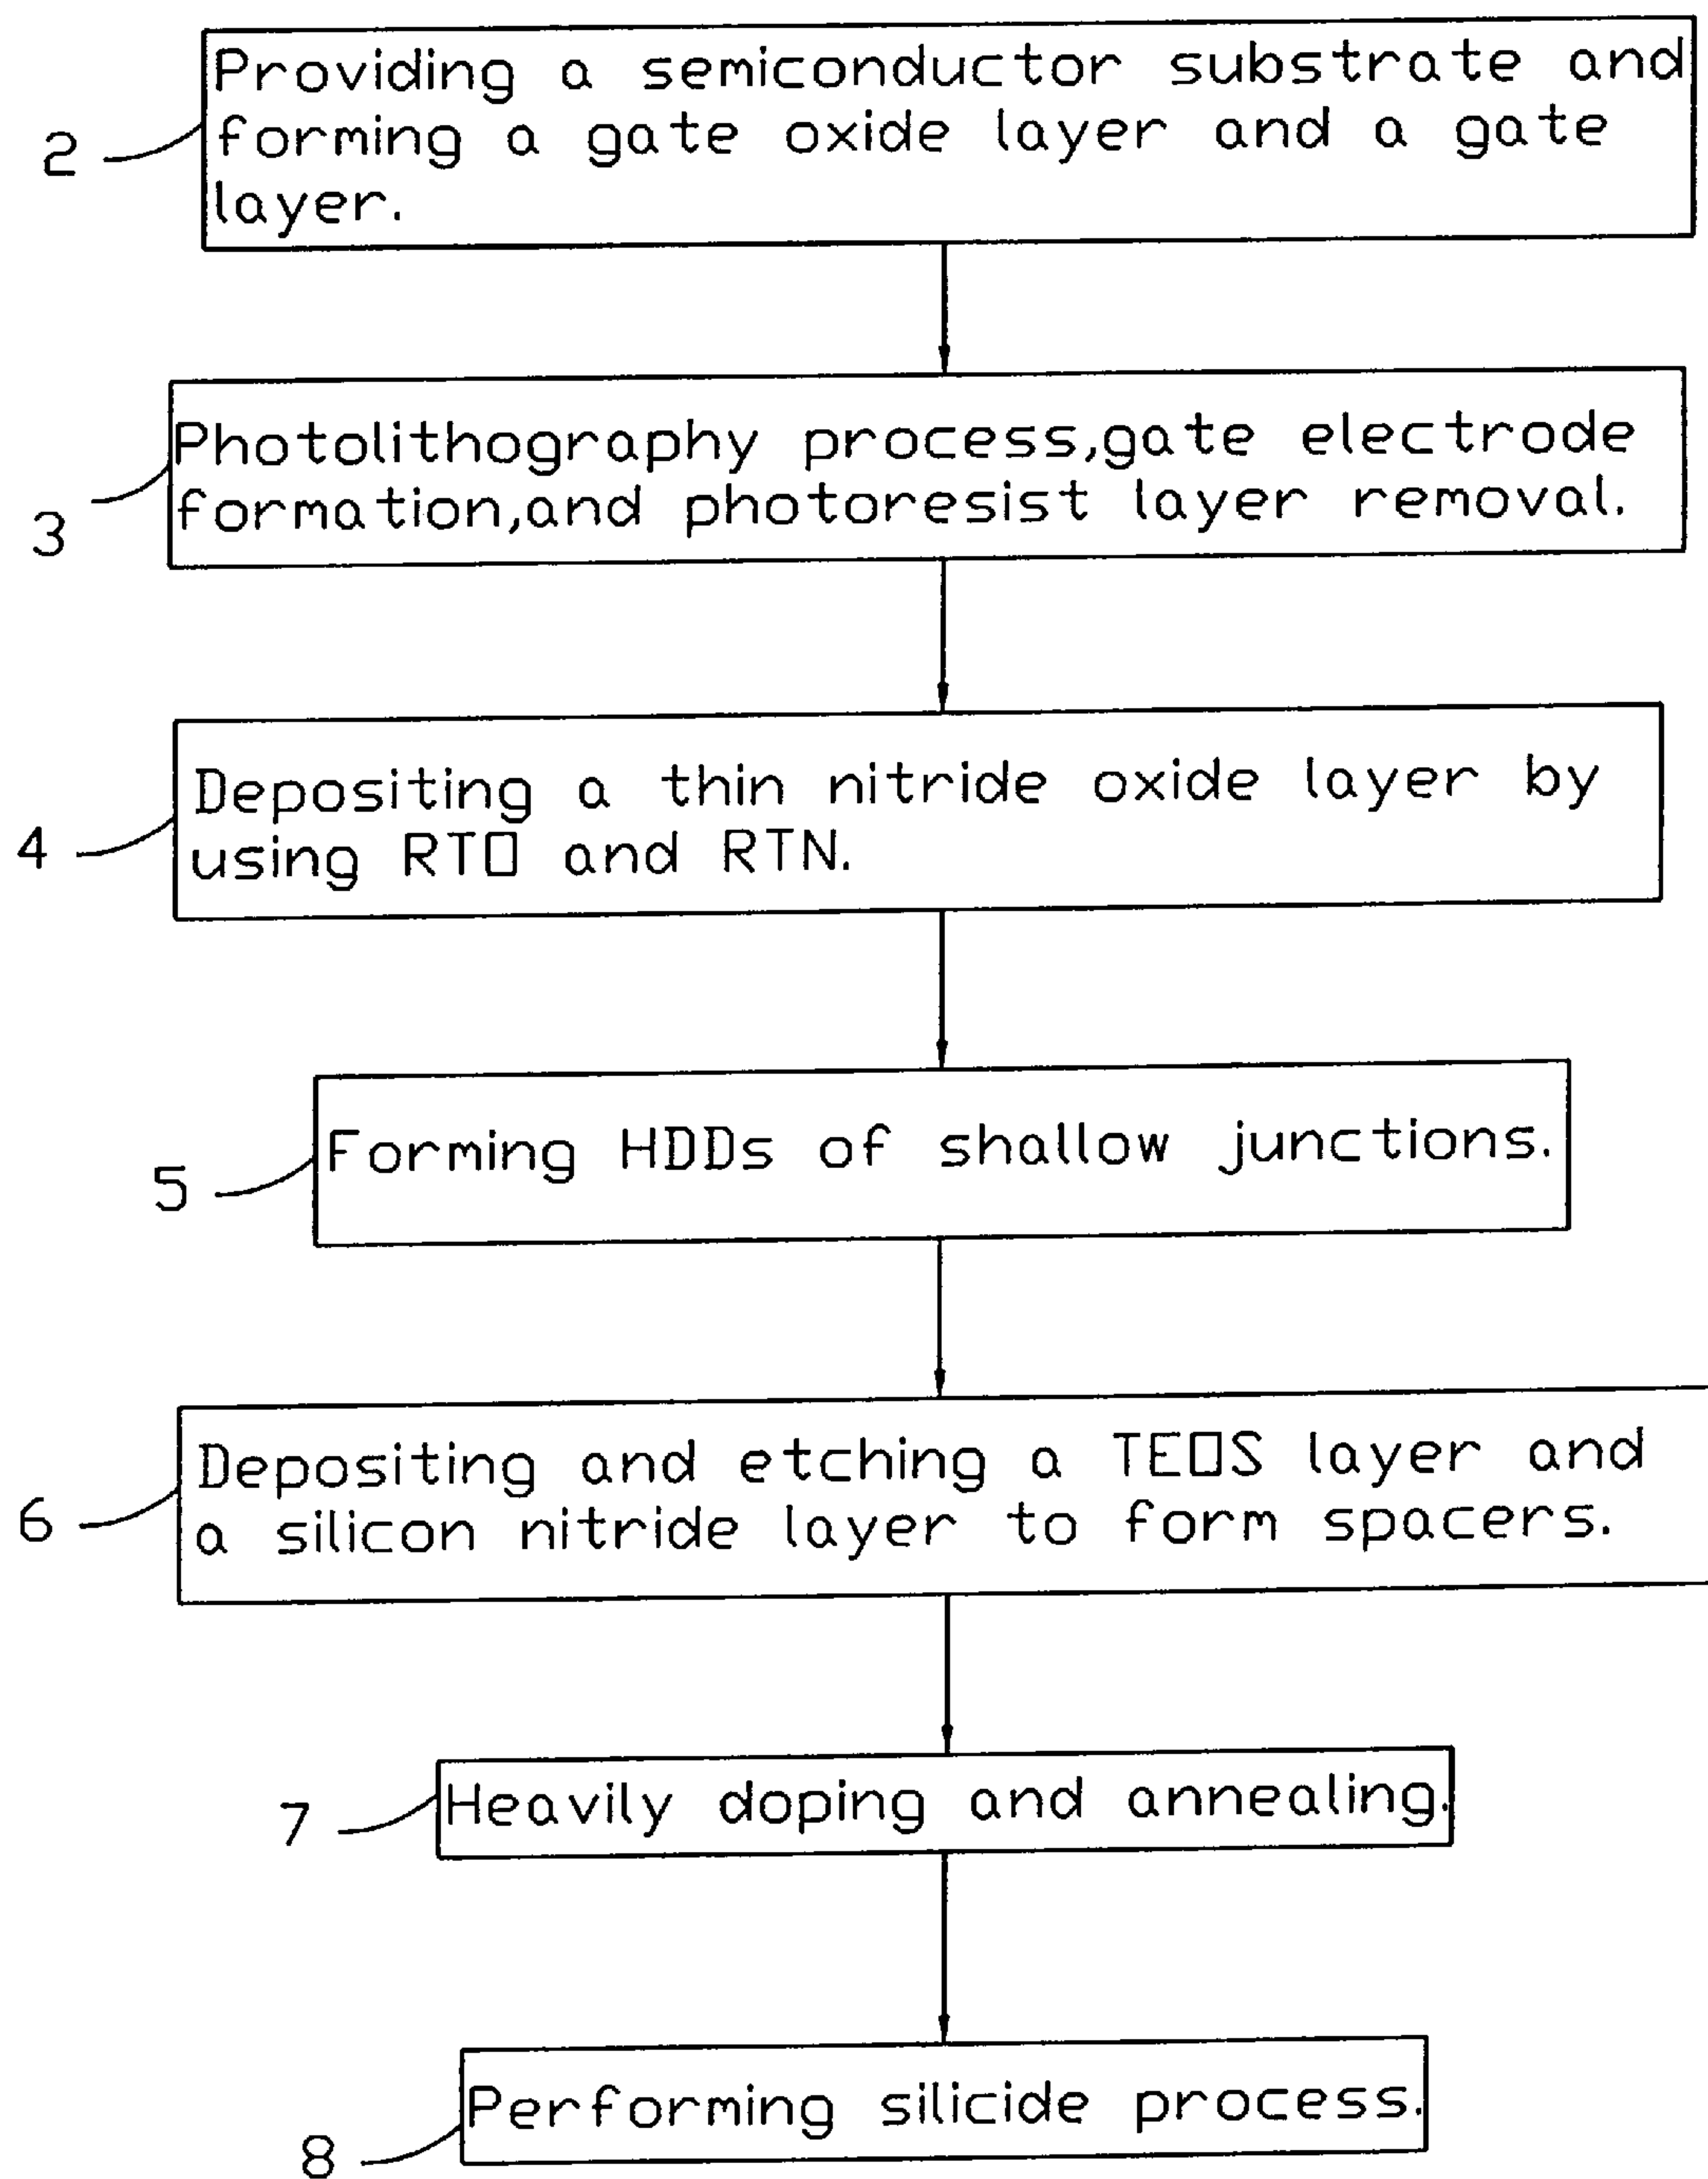 Providing a semiconductor substrate and
forming a gate oxide layer and a gate
layer.
2
Photolithography process,gate electrode
formation,and photoresist layer removal.
3
Depositing a thin nitride oxide layer by
using RTO and RTN.
4
Forming HDDs of shallow junctions.
5
Depositing and etching a TEOS layer and
a silicon nitride layer to form spacers.
6
Heavily doping and annealing.
7
Performing silicide process.
8